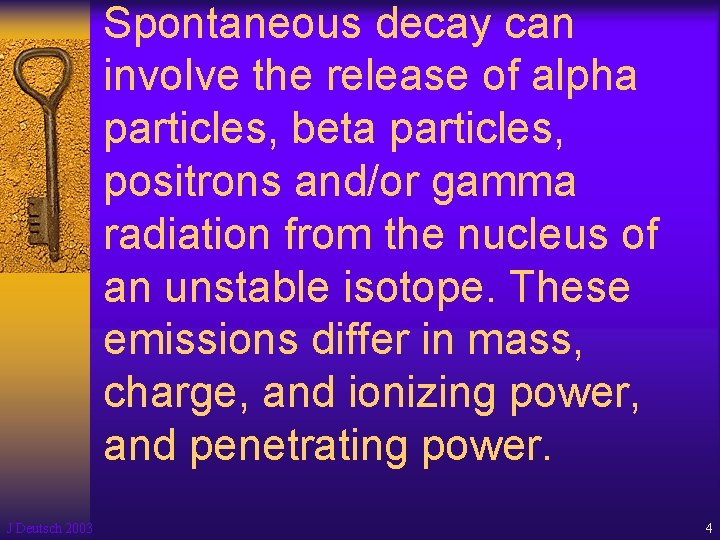 Spontaneous decay can
involve the release of alpha
particles, beta particles,
positrons and/or gamma
radiation from the nucleus of
an unstable isotope. These
emissions differ in mass,
charge, and ionizing power,
and penetrating power.
J Deutsch 2003
4